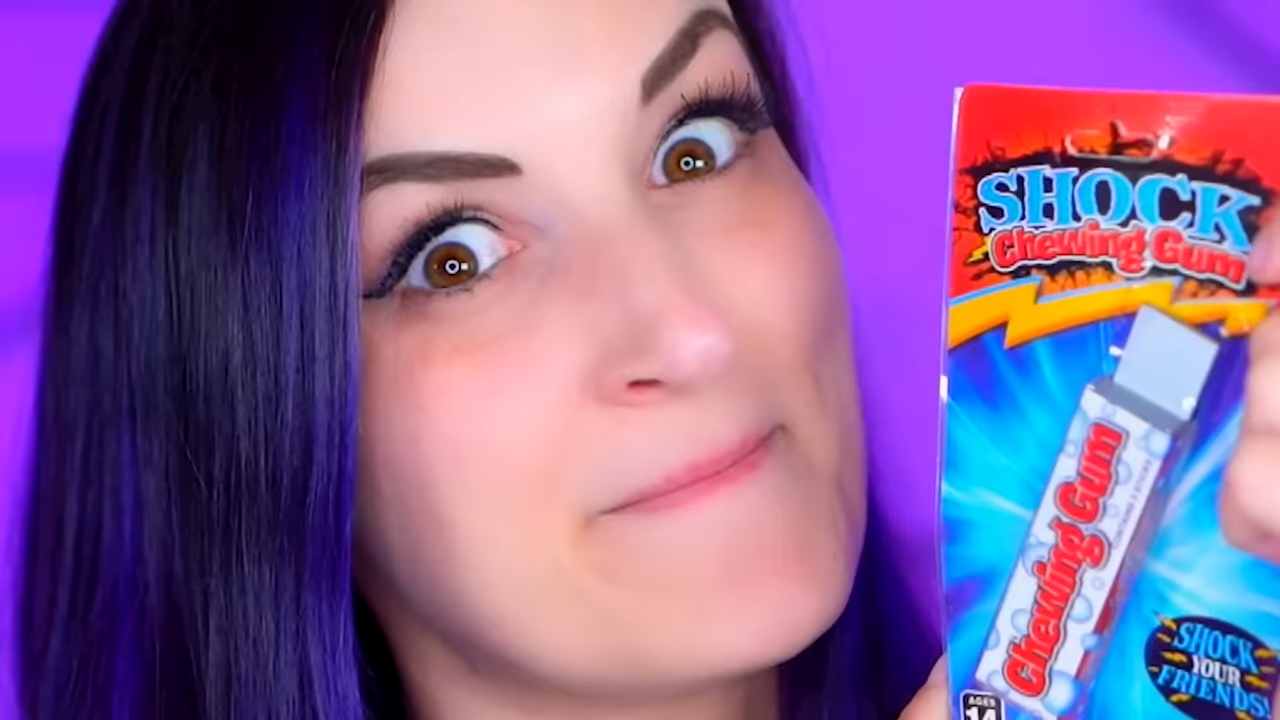 SHOCK
Chewing Gum
Chewing Gum
SHOCK
YOUR
FRIENDS!
AGES
14